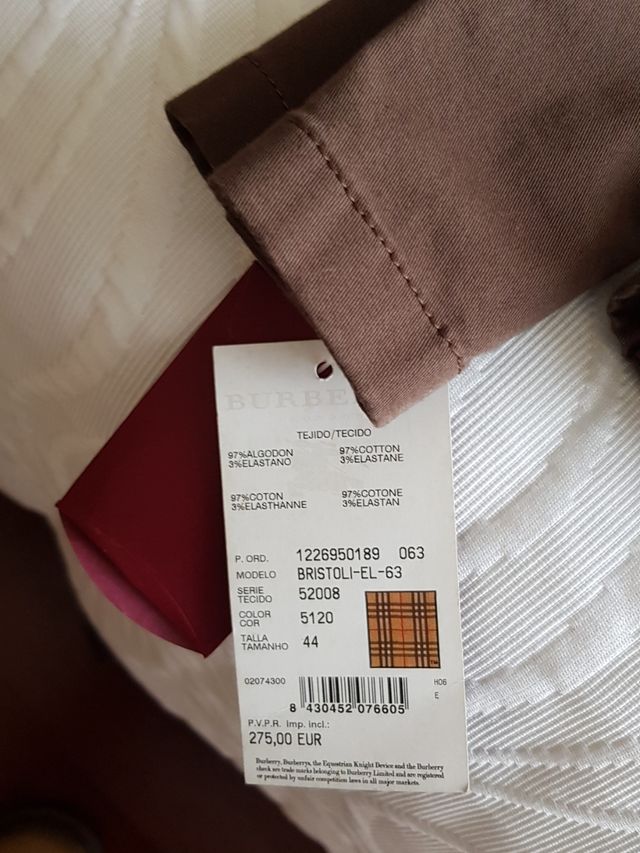 BURBE
TEJIDO/TECIDO
97%ALGODON 97%COTTON
3%ELASTANO 3%ELASTANE
97%COTON 97%COTONE
3%ELASTHANNE 3%ELASTAN
P. ORD. 1226950189 063
MODELO BRISTOLI-EL-63
SERIE
TECIDO 52008
COLOR
COR 5120
TALLA
TAMANHO 44
TM
02074300 H06
E
8 430452 076605
P.V.P.R. Imp. incl.:
275,00 EUR
Burberry, Burberrys, the Equestrian Knight Device and the Burberry
check are trade marks belonging to Burberry Limited and are registered
or protected by unfair competition laws in all major markets.